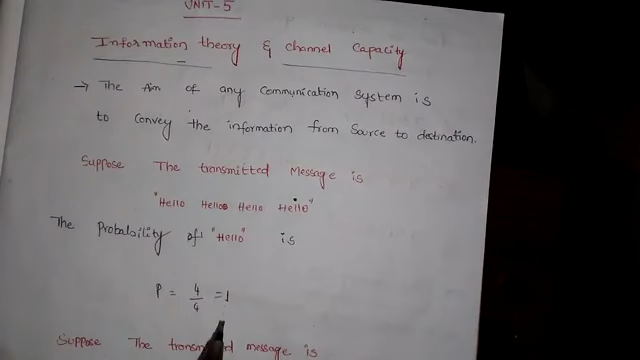 UNIT-5
Information theory & channel Capacity
→ The Aim of any Communication System is
to Convey the information from Source to destination.
Suppose The transmitted Message is
"Hello Hello Hello Hello"
The Probability of "Hello" is
P = 4/4 = 1
Suppose The transmitted message is